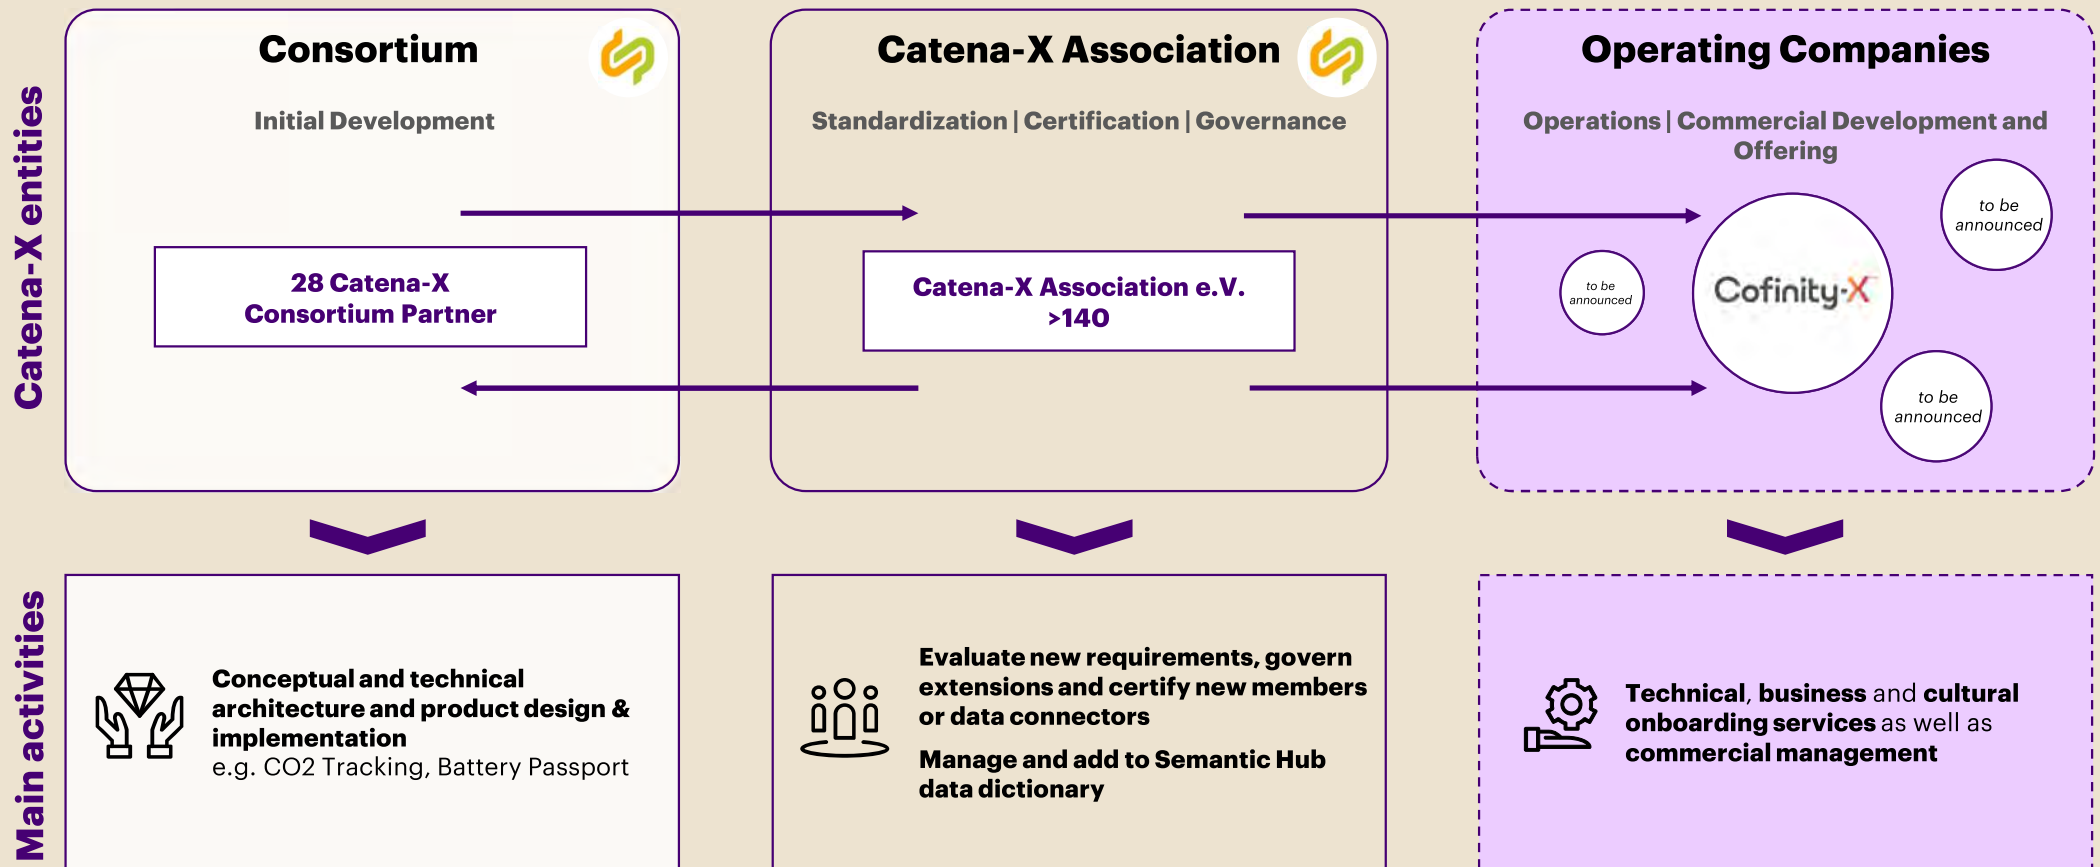 Catena-X entities
Consortium
Initial Development
28 Catena-X
Consortium Partner
Catena-X Association
Standardization | Certification | Governance
Catena-X Association e.V.
>140
Operating Companies
Operations | Commercial Development and
Offering
to be
announced
to be
announced
Cofinity-X
to be
announced
Main activities
Conceptual and technical
architecture and product design &
implementation
e.g. CO2 Tracking, Battery Passport
Evaluate new requirements, govern
extensions and certify new members
or data connectors
Manage and add to Semantic Hub
data dictionary
Technical, business and cultural
onboarding services as well as
commercial management